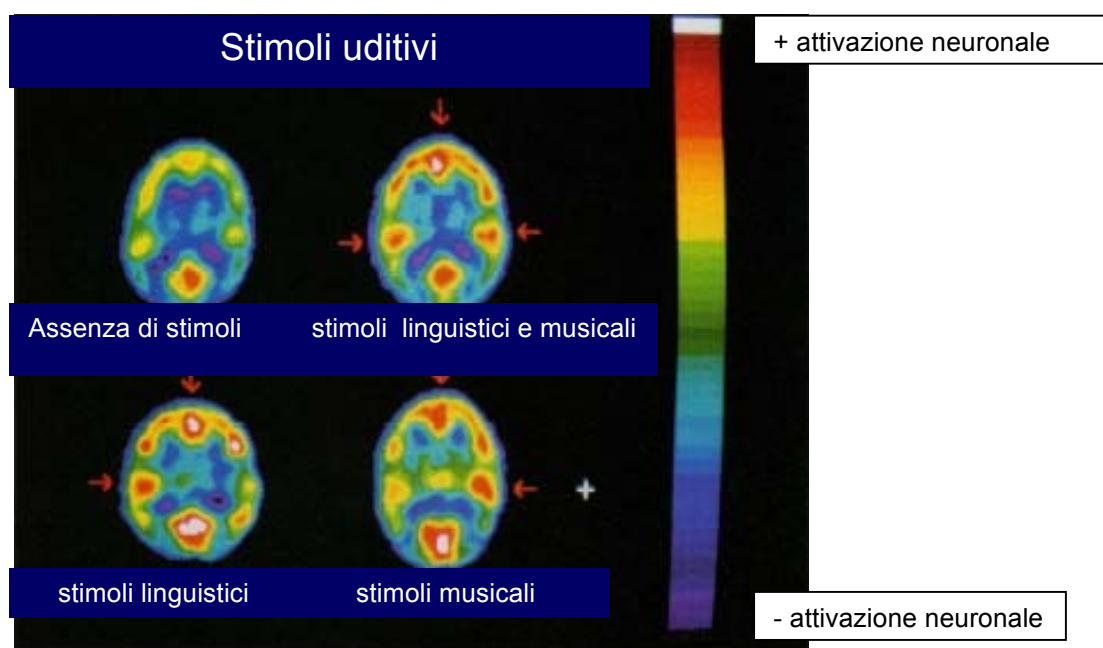 Stimoli uditivi
+ attivazione neuronale
Assenza di stimoli
stimoli linguistici e musicali
stimoli linguistici
stimoli musicali
- attivazione neuronale